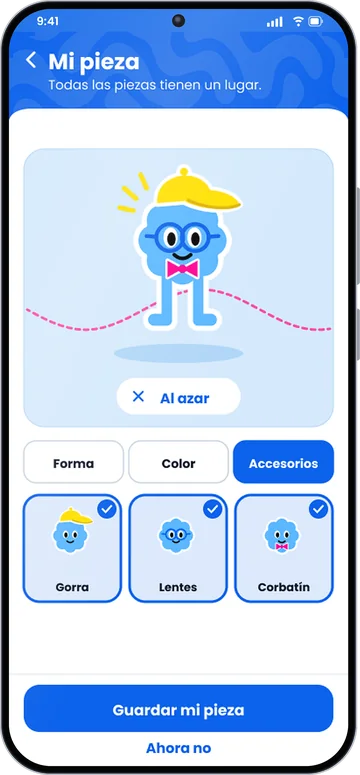 9:41
Mi pieza
Todas las piezas tienen un lugar.
Al azar
Forma
Color
Accesorios
Gorra
Lentes
Corbatín
Guardar mi pieza
Ahora no